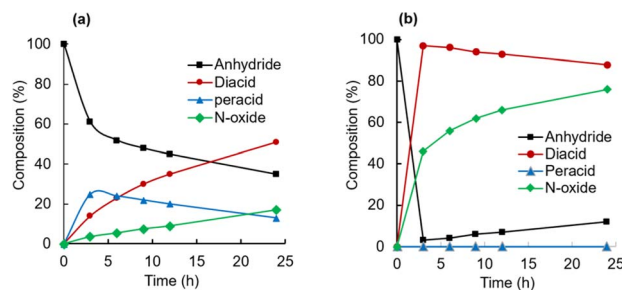 (a)
100
80
60
40
20
0
Composition (%)
Anhydride
Diacid
peracid
N-oxide
0 5 10 15 20 25
Time (h)
(b)
100
80
60
40
20
0
Composition (%)
Anhydride
Diacid
Peracid
N-oxide
0 5 10 15 20 25
Time (h)